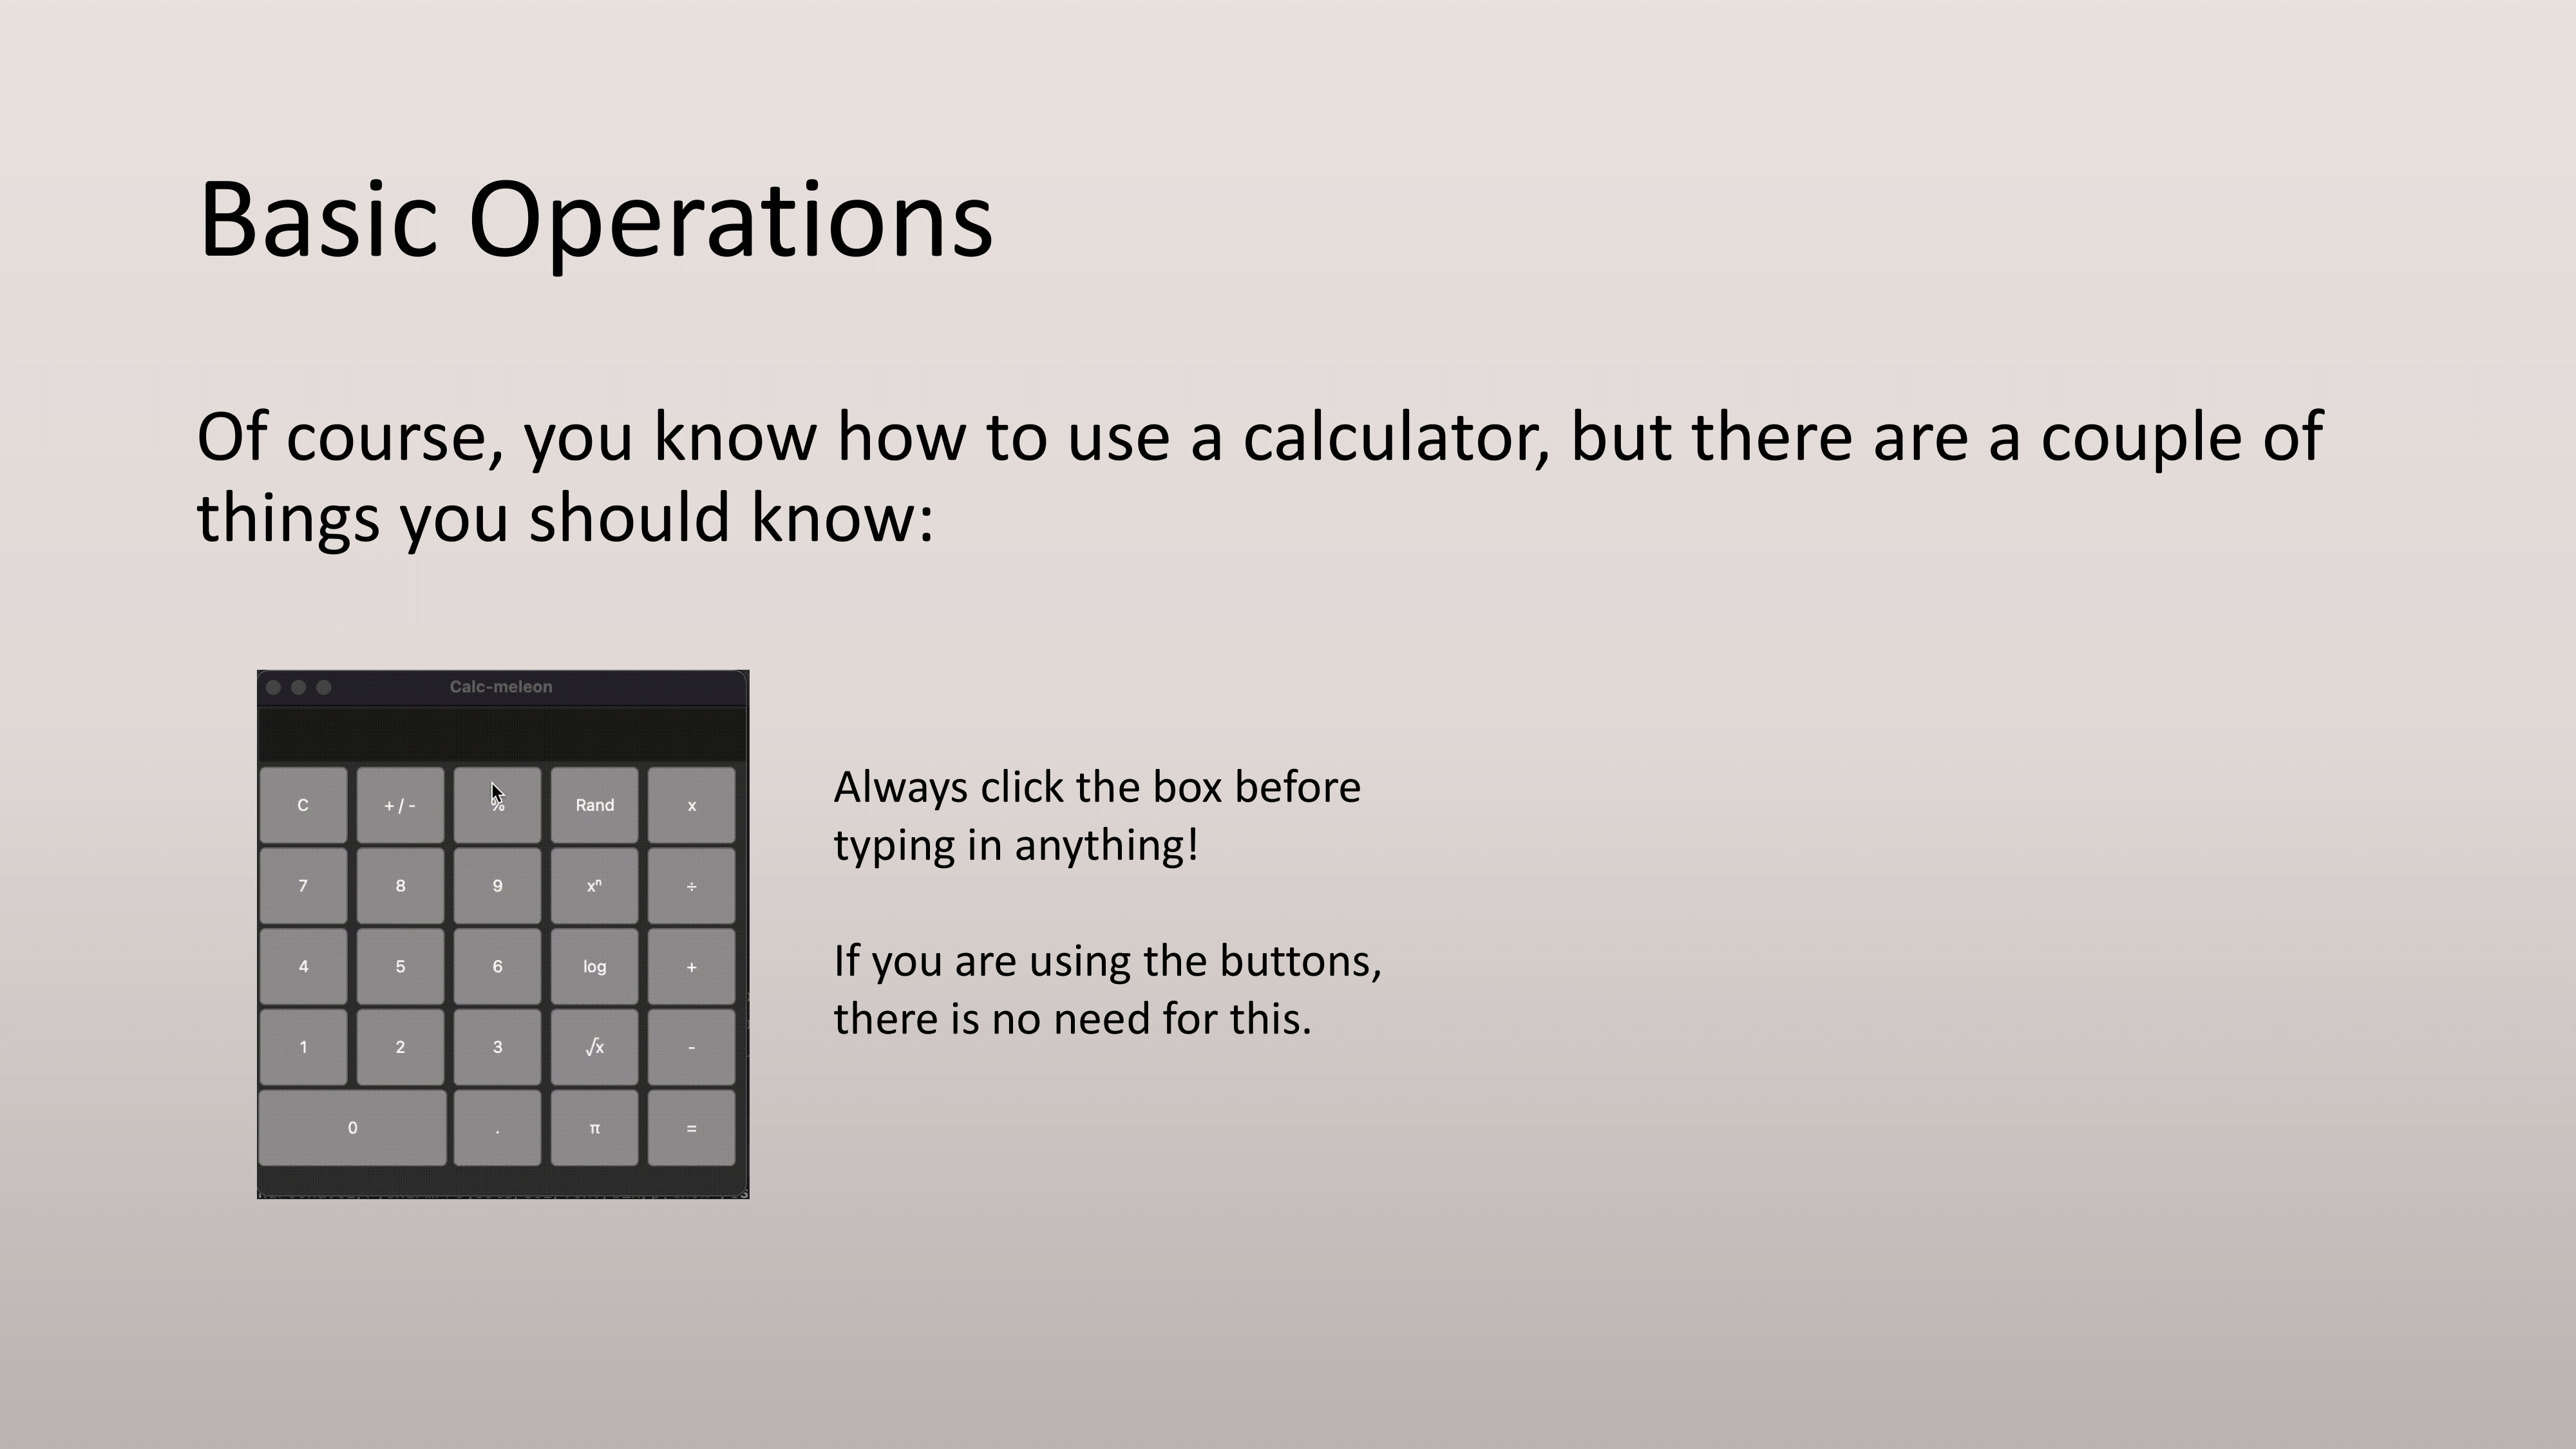 Basic Operations
Of course, you know how to use a calculator, but there are a couple of
things you should know:
Calc-meleon
C + / - % Rand x
7 8 9 xⁿ ÷
4 5 6 log +
1 2 3 √x -
0 . π =
Always click the box before
typing in anything!
If you are using the buttons,
there is no need for this.